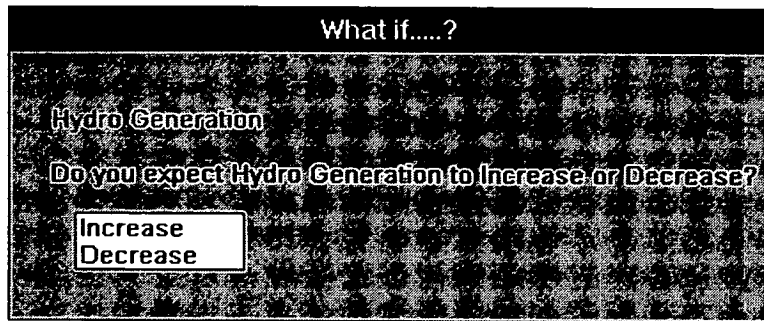 What if.....?
Hydro Generation
Do you expect Hydro Generation to Increase or Decrease?
Increase
Decrease